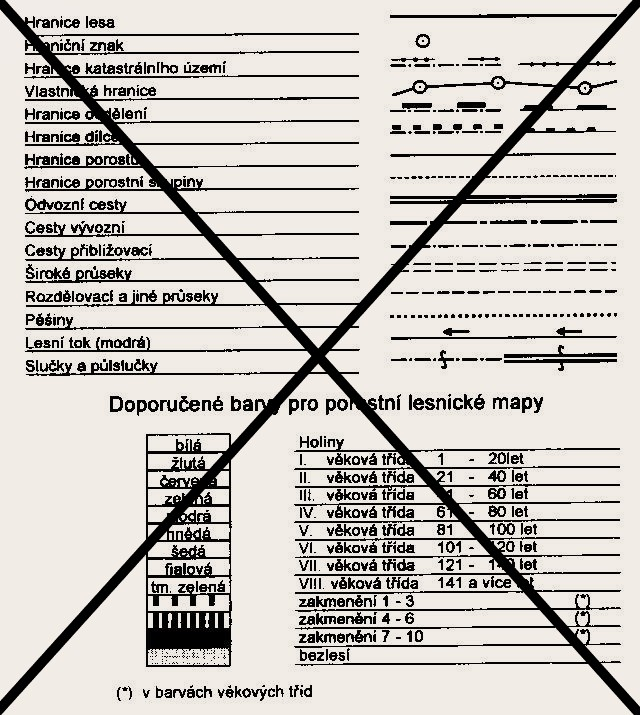 Hranice lesa
Hraniční znak
Hranice katastrálního území
Vlastnická hranice
Hranice oddělení
Hranice dílce
Hranice porostu
Hranice porostní skupiny
Odvozní cesty
Cesty vývozní
Cesty přibližovací
Široké průseky
Rozdělovací a jiné průseky
Pěšiny
Lesní tok (modrá)
Slučky a půlslučky
Doporučené barvy pro porostní lesnické mapy
bílá Holiny
žlutá I. věková třída 1 - 20let
červená II. věková třída 21 - 40 let
zelená III. věková třída 41 - 60 let
modrá IV. věková třída 61 - 80 let
hnědá V. věková třída 81 - 100 let
šedá VI. věková třída 101 - 120 let
fialová VII. věková třída 121 - 140 let
tm. zelená VIII. věková třída 141 a více let
zakmenění 1 - 3 (*)
zakmenění 4 - 6 (*)
zakmenění 7 - 10 (*)
bezlesí
(*) v barvách věkových tříd